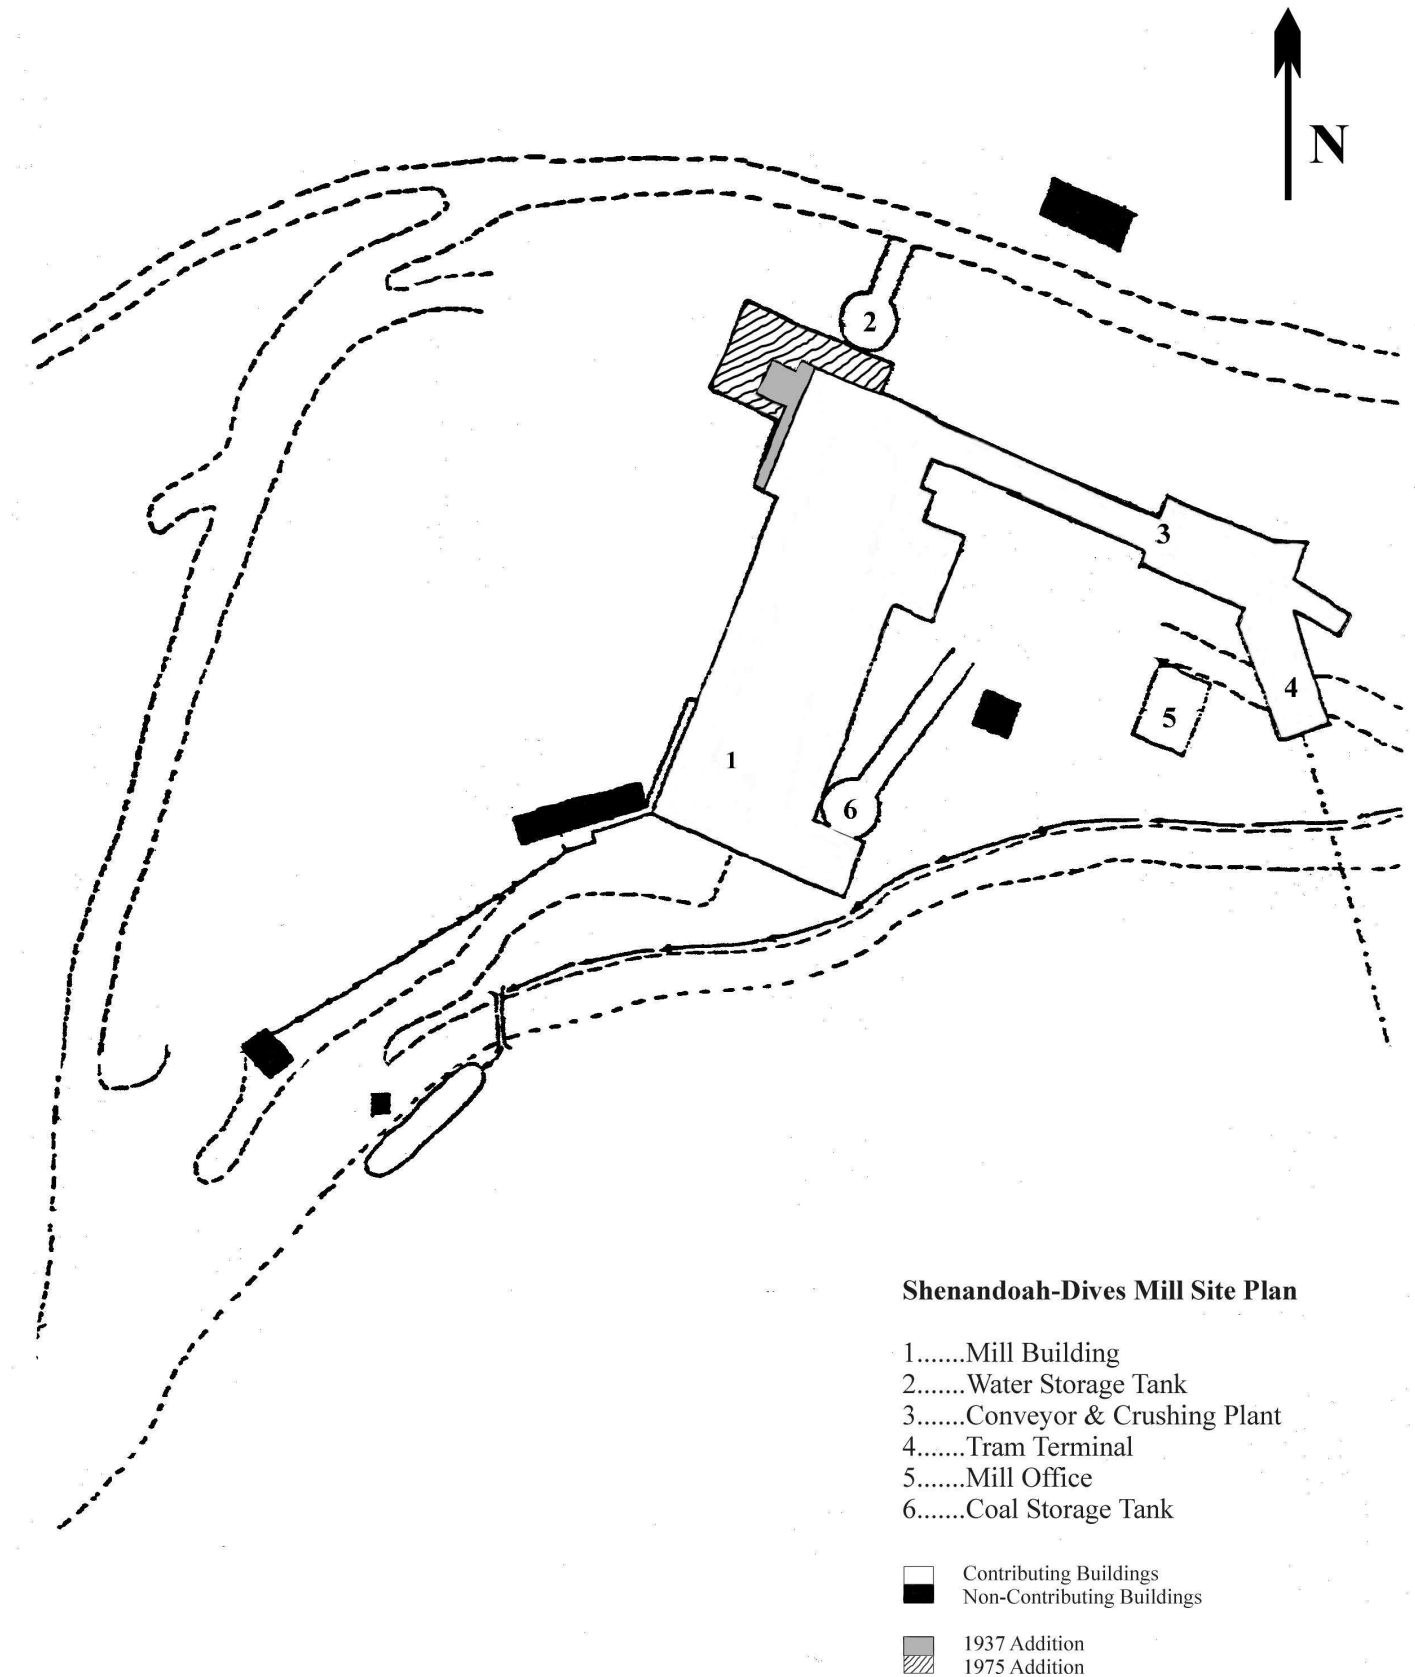 N
2
3
4
5
1
6
Shenandoah-Dives Mill Site Plan
1.......Mill Building
2.......Water Storage Tank
3.......Conveyor & Crushing Plant
4.......Tram Terminal
5.......Mill Office
6.......Coal Storage Tank
Contributing Buildings
Non-Contributing Buildings
1937 Addition
1975 Addition